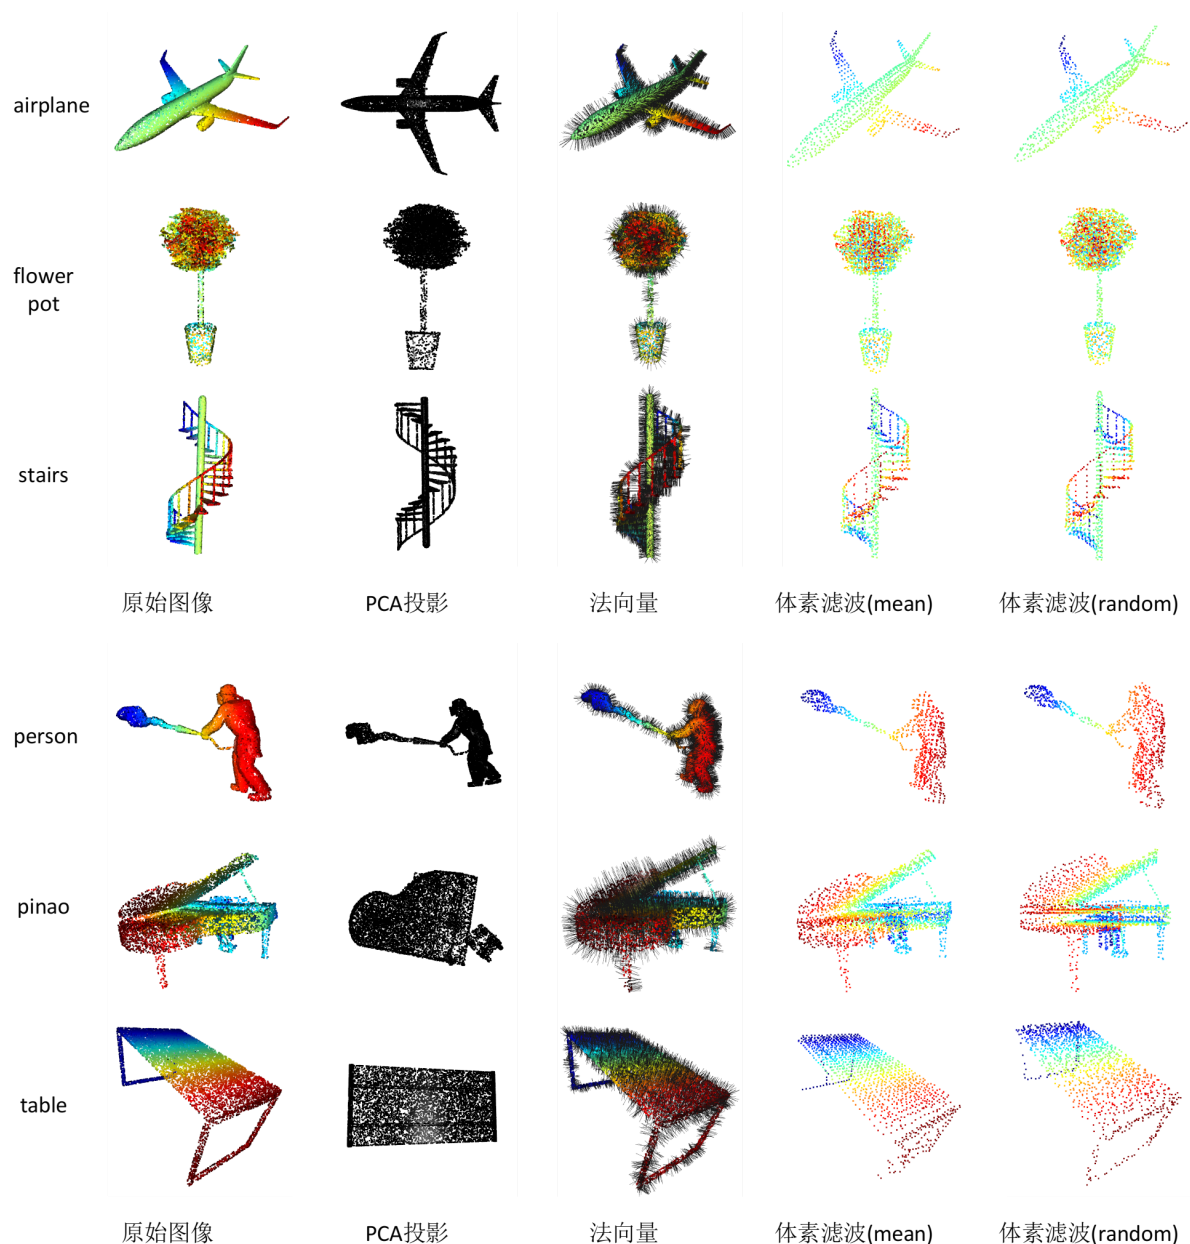 airplane
flower
pot
stairs
原始图像 PCA投影 法向量 体素滤波(mean) 体素滤波(random)
person
pinao
table
原始图像 PCA投影 法向量 体素滤波(mean) 体素滤波(random)